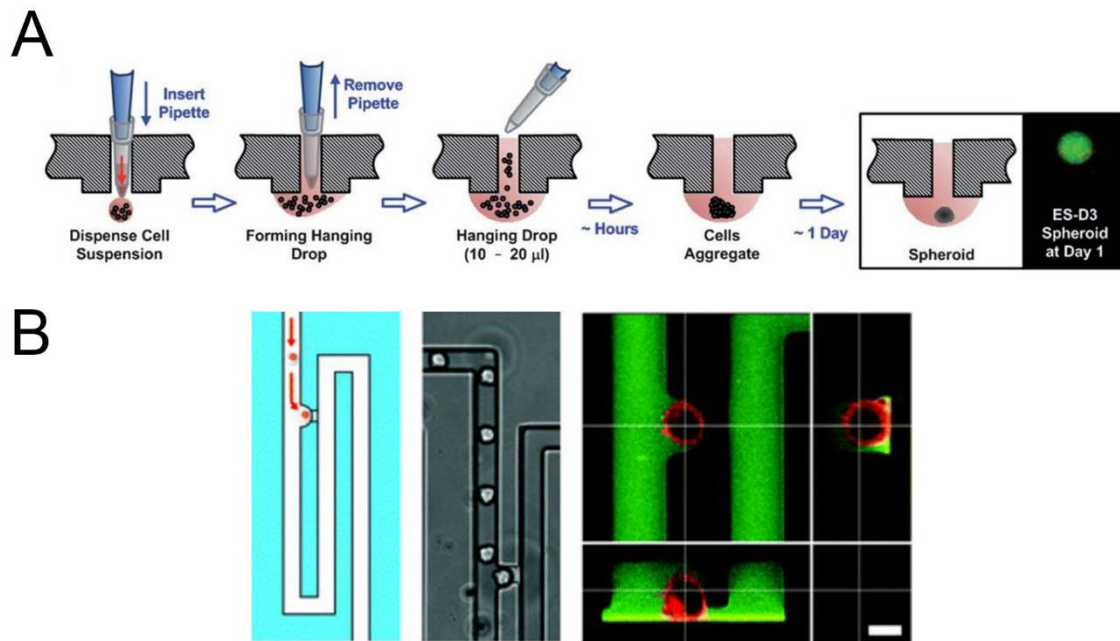 A
Insert
Pipette
Remove
Pipette
Dispense Cell
Suspension
Forming Hanging
Drop
Hanging Drop
(10 - 20 µl)
~ Hours
Cells
Aggregate
~ 1 Day
Spheroid
ES-D3
Spheroid
at Day 1
B